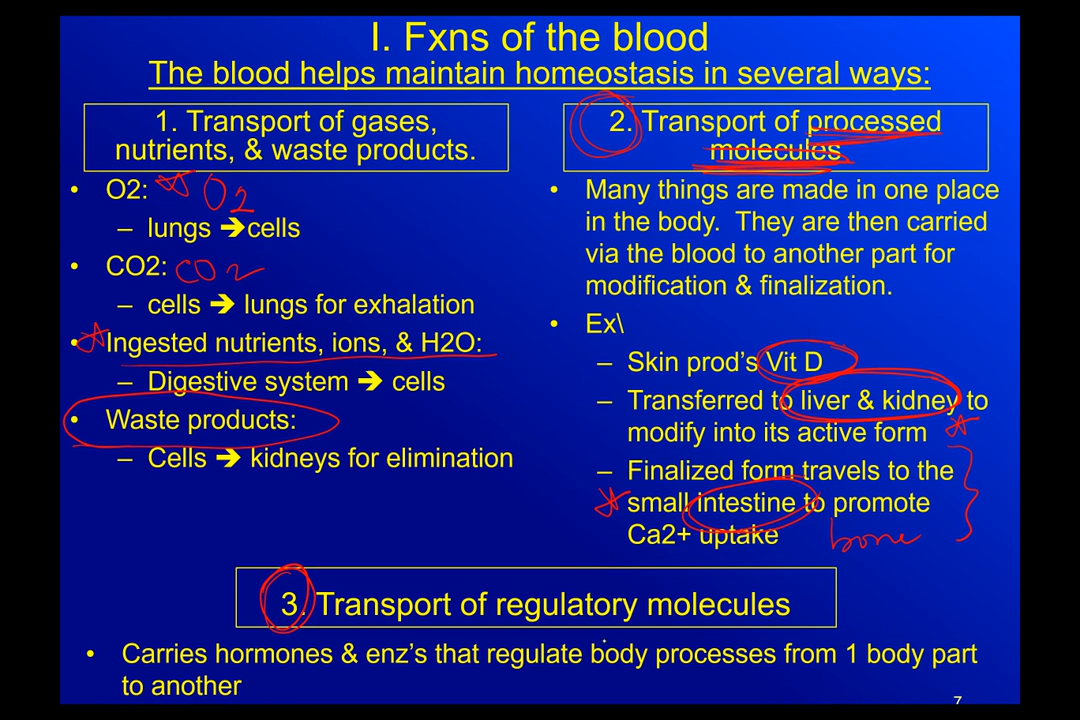 I. Fxns of the blood
The blood helps maintain homeostasis in several ways:
1. Transport of gases,
nutrients, & waste products.
• O2: O2
– lungs ➔cells
• CO2: CO2
– cells ➔ lungs for exhalation
• Ingested nutrients, ions, & H2O:
– Digestive system ➔ cells
• Waste products:
– Cells ➔ kidneys for elimination
2. Transport of processed
molecules
• Many things are made in one place
in the body. They are then carried
via the blood to another part for
modification & finalization.
• Ex\
– Skin prod's Vit D
– Transferred to liver & kidney to
modify into its active form
– Finalized form travels to the
small intestine to promote
Ca2+ uptake
bone
3. Transport of regulatory molecules
• Carries hormones & enz's that regulate body processes from 1 body part
to another
7